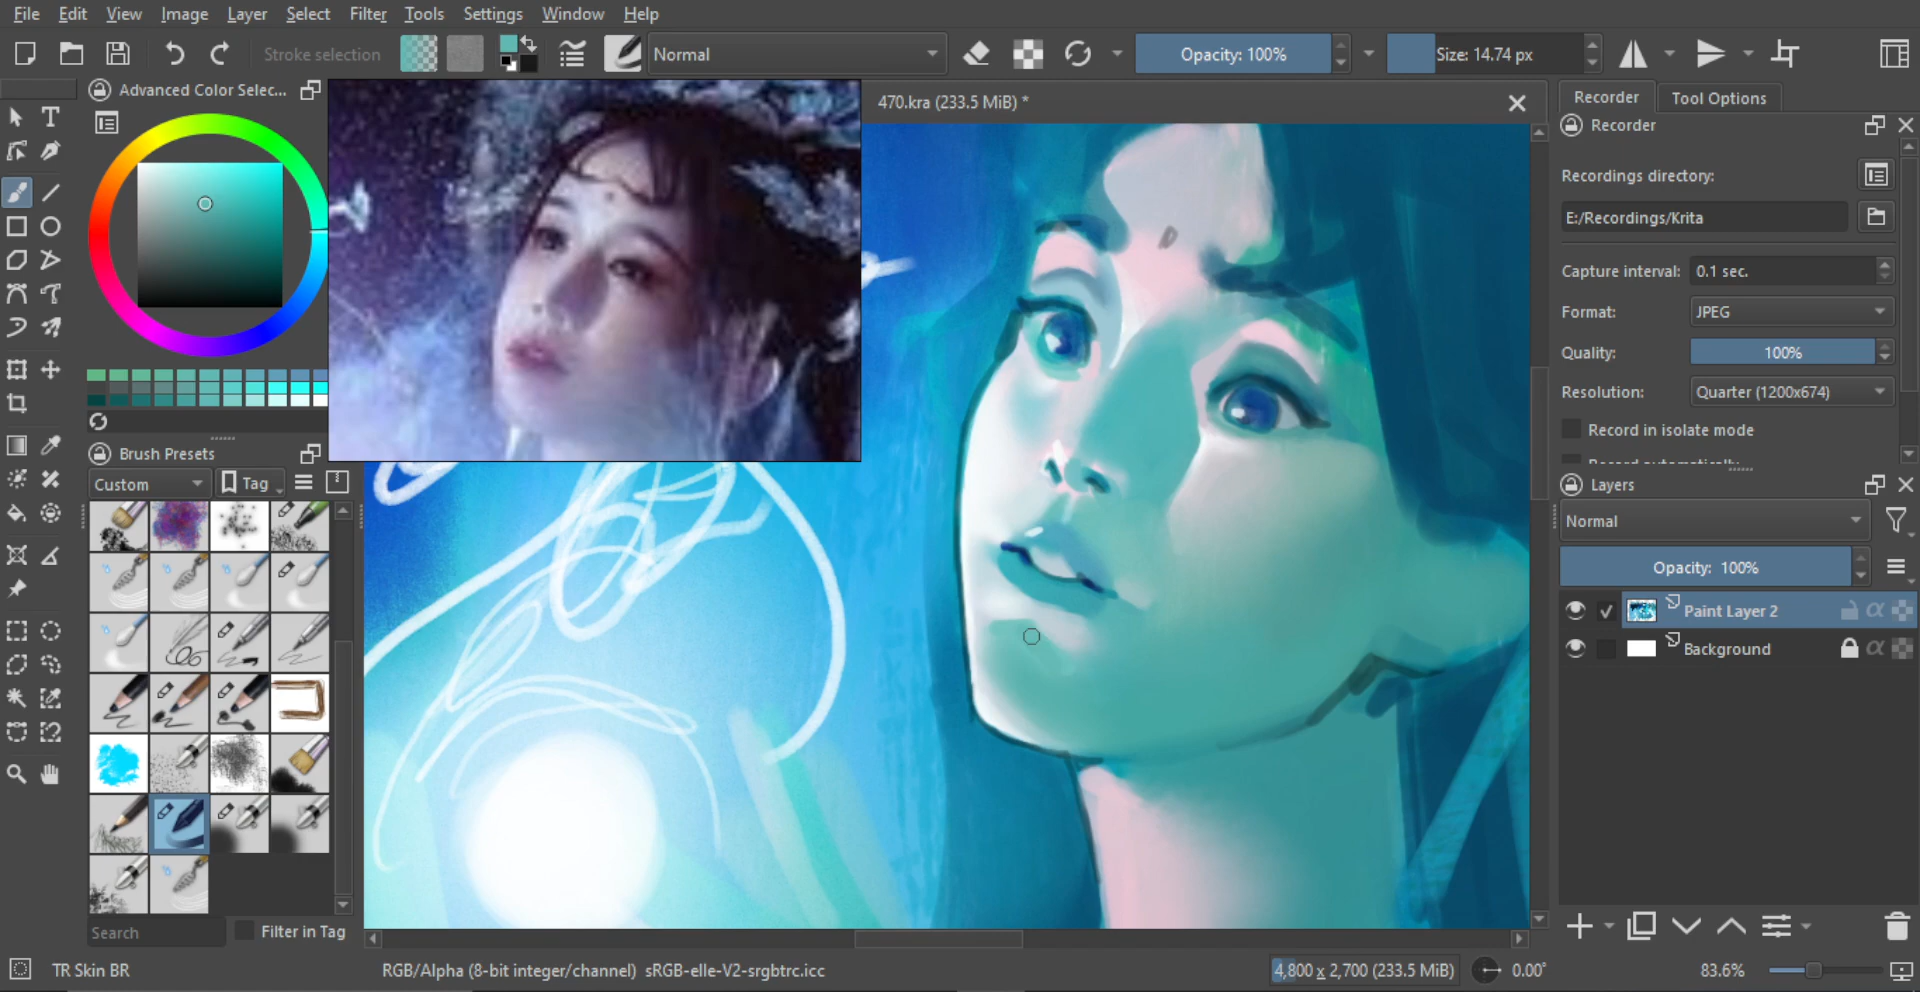 File Edit View Image Layer Select Filter Tools Settings Window Help
Stroke selection Normal Opacity: 100% Size: 14.74 px
Advanced Color Selec...
470.kra (233.5 MiB) *
Recorder Tool Options
Recorder
Recordings directory:
E:/Recordings/Krita
Capture interval: 0.1 sec.
Format: JPEG
Quality: 100%
Resolution: Quarter (1200x674)
Record in isolate mode
Record automatically
Brush Presets
Custom Tag
Layers
Normal
Opacity: 100%
Paint Layer 2
Background
Search Filter in Tag
TR Skin BR RGB/Alpha (8-bit integer/channel) sRGB-elle-V2-srgbtrc.icc 4,800 x 2,700 (233.5 MiB) 0.00° 83.6%